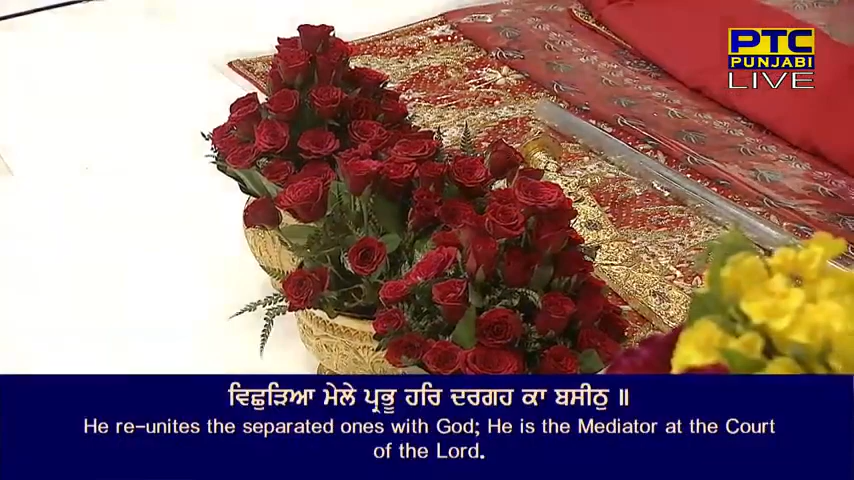 PTC
PUNJABI
LIVE
ਵਿਛੁੜਿਆ ਮੇਲੇ ਪ੍ਰਭੂ ਹਰਿ ਦਰਗਹ ਕਾ ਬਸੀਠੁ ॥
He re-unites the separated ones with God; He is the Mediator at the Court
of the Lord.